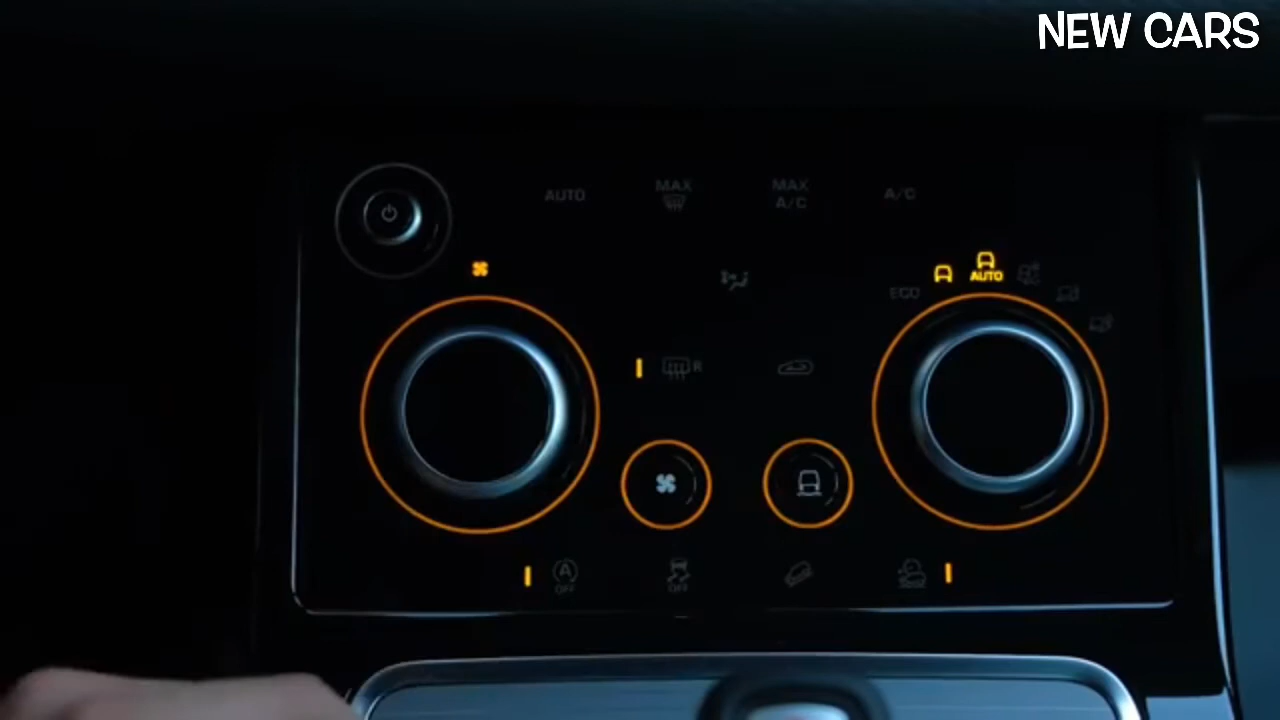 NEW CARS
AUTO
MAX
MAX
A/C
A/C
AUTO
ECO
R
A
OFF
OFF